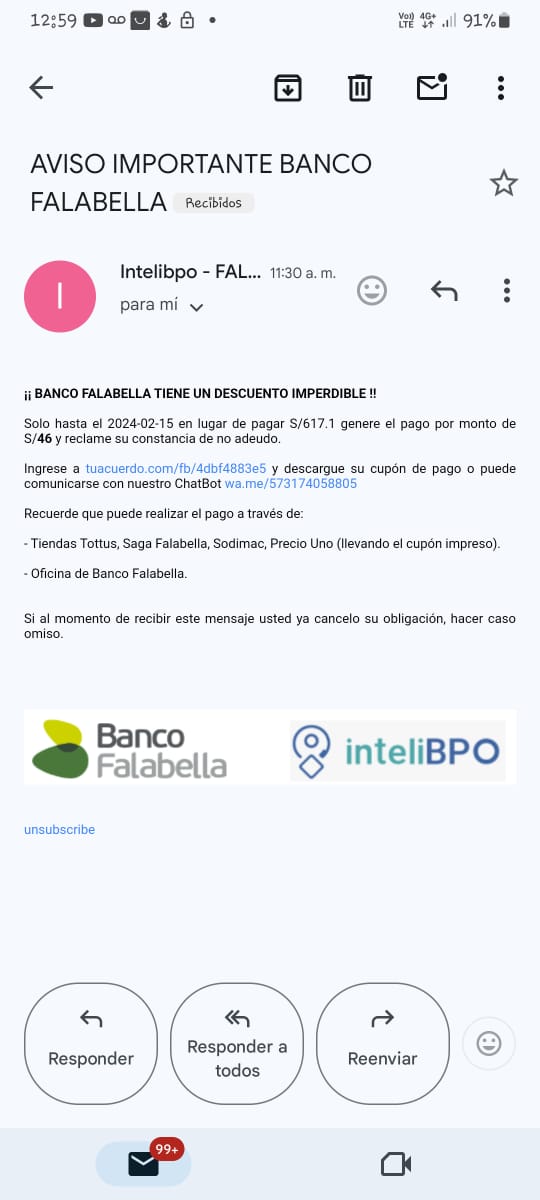 12:59 91%
Vo)) LTE 4G+
AVISO IMPORTANTE BANCO
FALABELLA Recibidos
I
Intelibpo - FAL... 11:30 a. m.
para mí
¡¡ BANCO FALABELLA TIENE UN DESCUENTO IMPERDIBLE !!
Solo hasta el 2024-02-15 en lugar de pagar S/617.1 genere el pago por monto de
S/46 y reclame su constancia de no adeudo.
Ingrese a tuacuerdo.com/fb/4dbf4883e5 y descargue su cupón de pago o puede
comunicarse con nuestro ChatBot wa.me/573174058805
Recuerde que puede realizar el pago a través de:
- Tiendas Tottus, Saga Falabella, Sodimac, Precio Uno (llevando el cupón impreso).
- Oficina de Banco Falabella.
Si al momento de recibir este mensaje usted ya cancelo su obligación, hacer caso
omiso.
Banco
Falabella
inteliBPO
unsubscribe
Responder
Responder a
todos
Reenviar
99+